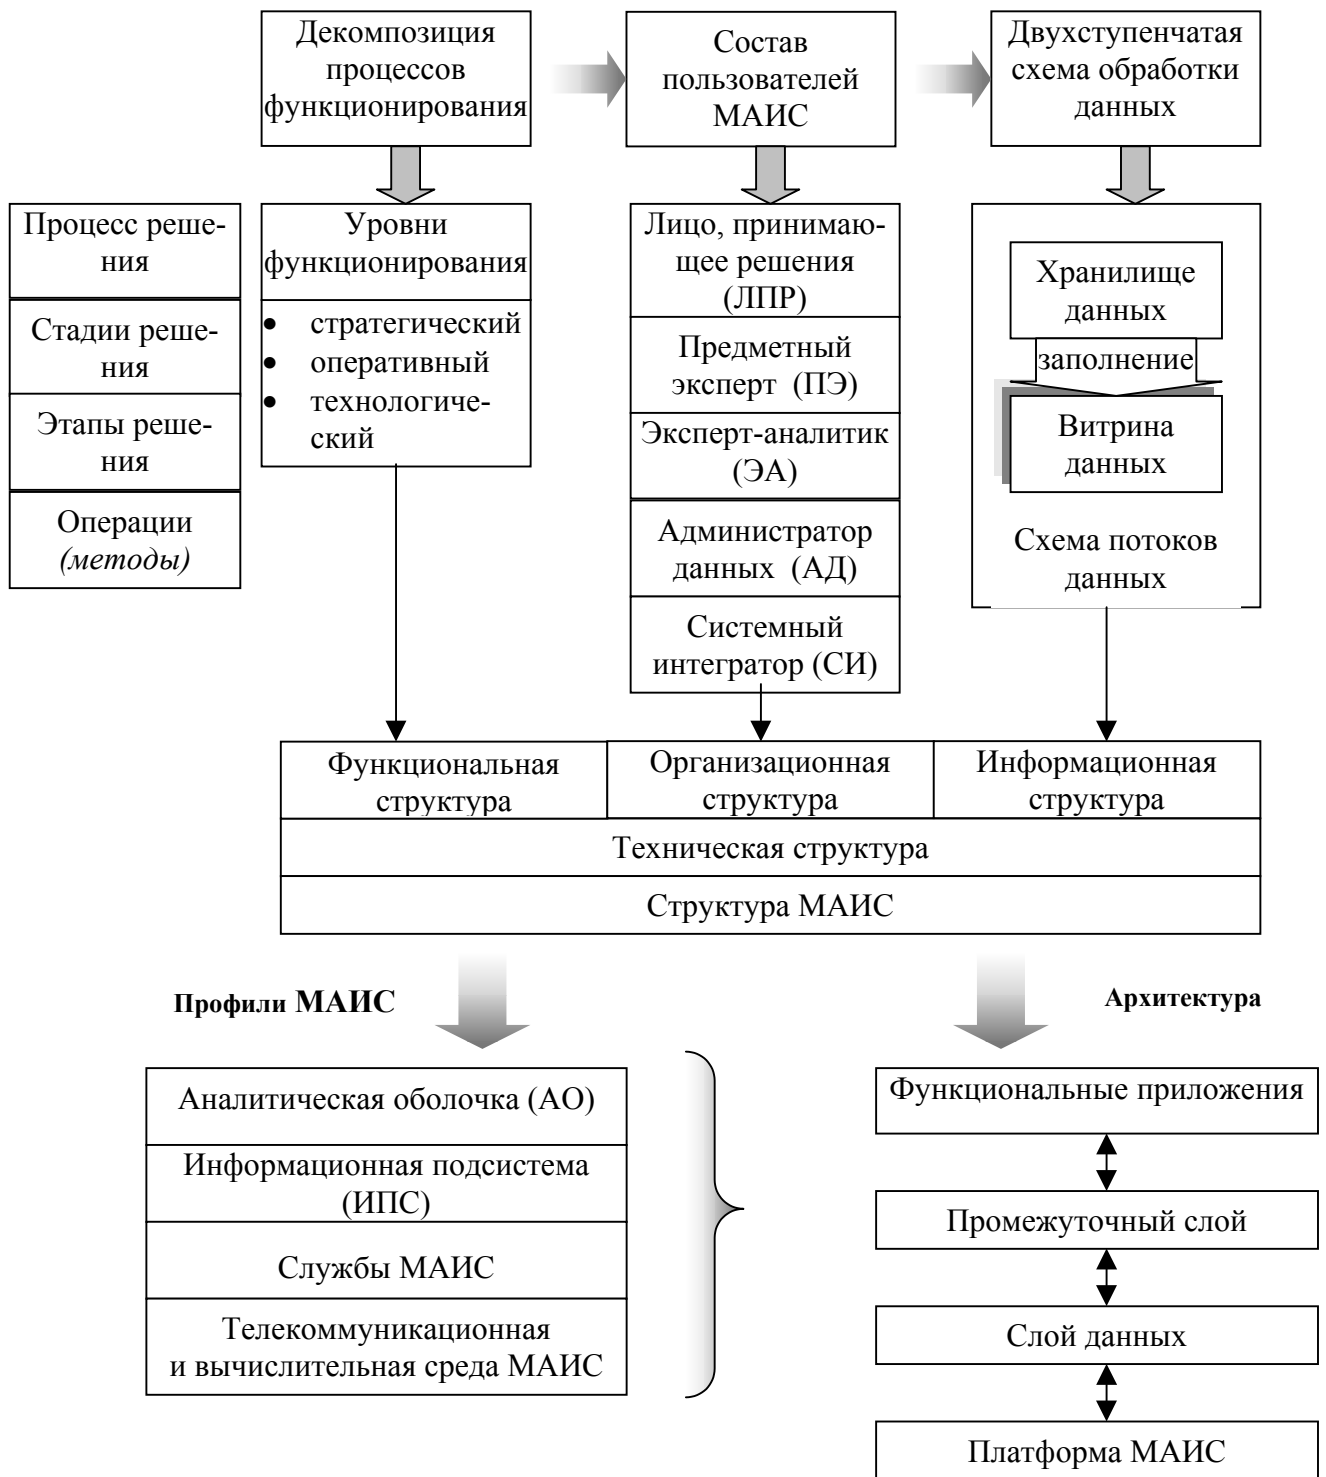 Декомпозиция
процессов
функционирования
Состав
пользователей
МАИС
Двухступенчатая
схема обработки
данных
Процесс реше-
ния
Стадии реше-
ния
Этапы реше-
ния
Операции
(методы)
Уровни
функционирования
• стратегический
• оперативный
• технологиче-
ский
Лицо, принимаю-
щее решения
(ЛПР)
Предметный
эксперт (ПЭ)
Эксперт-аналитик
(ЭА)
Администратор
данных (АД)
Системный
интегратор (СИ)
Хранилище
данных
заполнение
Витрина
данных
Схема потоков
данных
Функциональная
структура
Организационная
структура
Информационная
структура
Техническая структура
Структура МАИС
Профили МАИС
Архитектура
Аналитическая оболочка (АО)
Информационная подсистема
(ИПС)
Службы МАИС
Телекоммуникационная
и вычислительная среда МАИС
Функциональные приложения
Промежуточный слой
Слой данных
Платформа МАИС